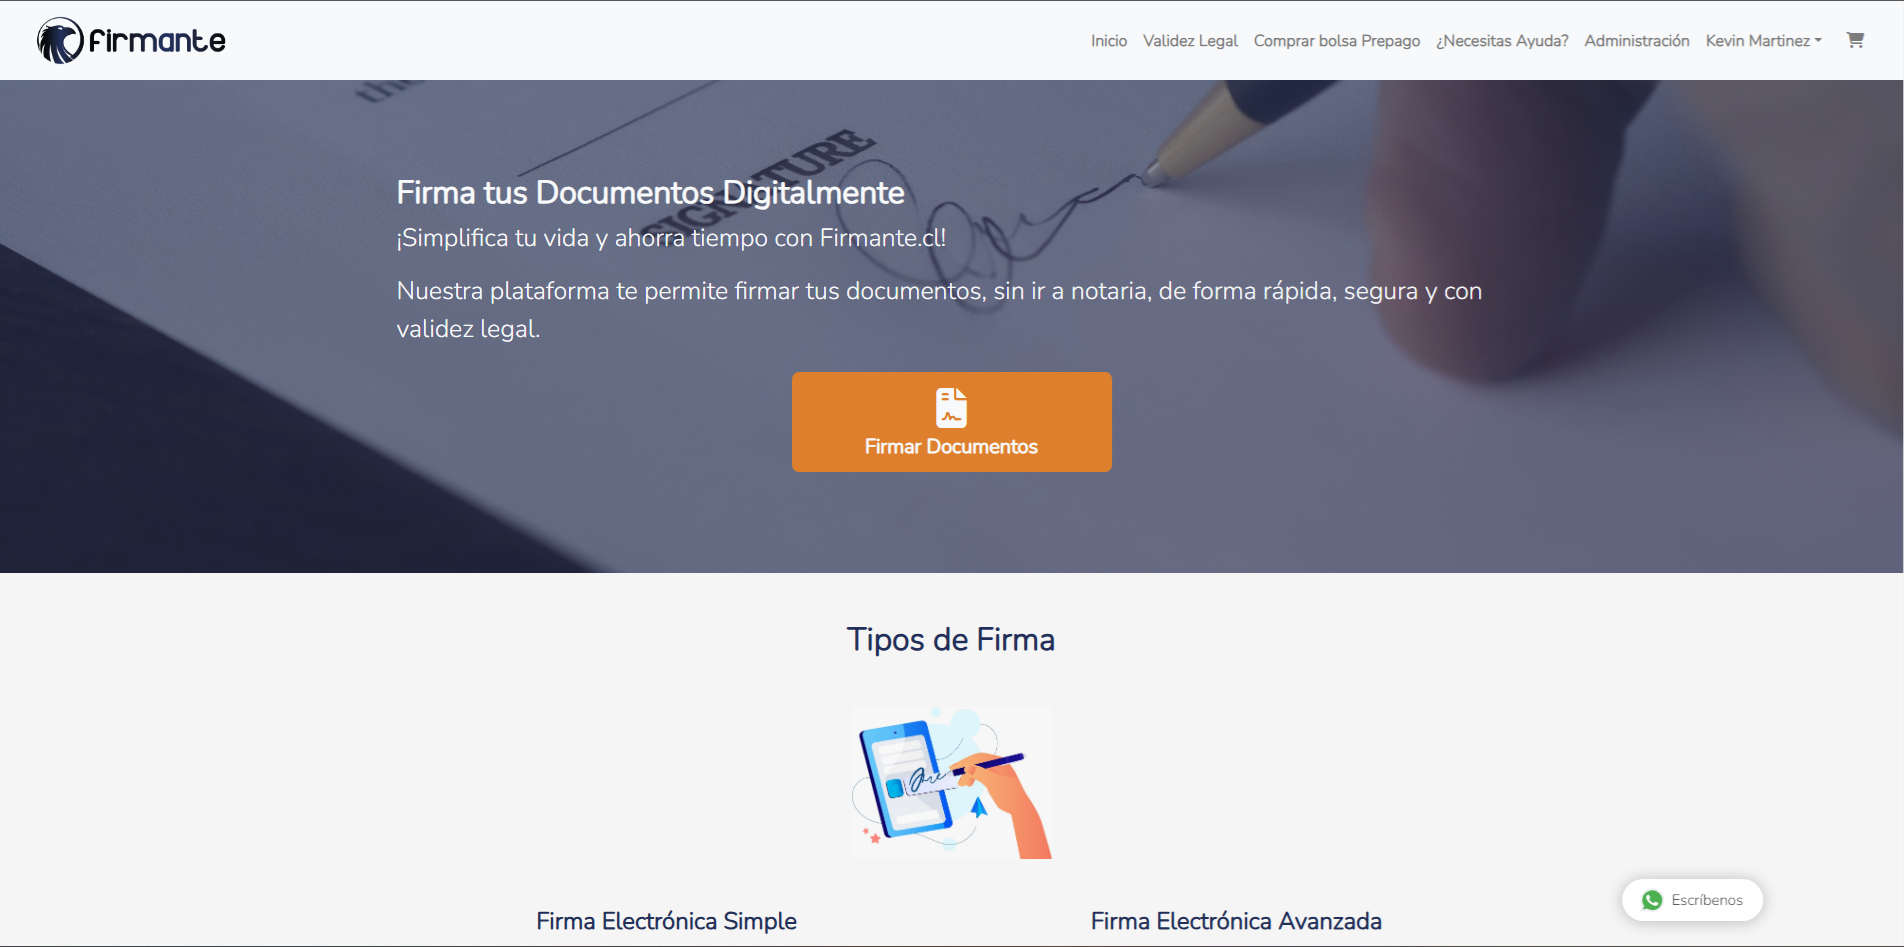 firmante
Inicio Validez Legal Comprar bolsa Prepago ¿Necesitas Ayuda? Administración Kevin Martinez
SIGNATURE
Firma tus Documentos Digitalmente
¡Simplifica tu vida y ahorra tiempo con Firmante.cl!
Nuestra plataforma te permite firmar tus documentos, sin ir a notaria, de forma rápida, segura y con
validez legal.
Firmar Documentos
Tipos de Firma
Firma Electrónica Simple
Firma Electrónica Avanzada
Escríbenos